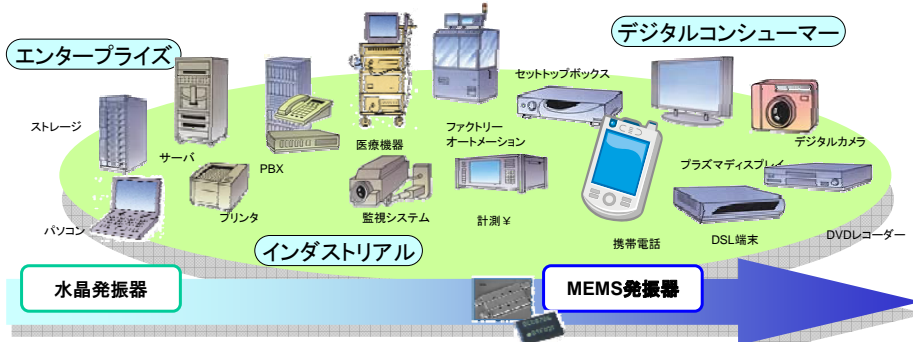 エンタープライズ
デジタルコンシューマー
セットトップボックス
ストレージ
サーバ
PBX
医療機器
ファクトリー
オートメーション
デジタルカメラ
プラズマディスプレイ
プリンタ
監視システム
計測¥
パソコン
携帯電話
DSL端末
DVDレコーダー
インダストリアル
水晶発振器
MEMS発振器